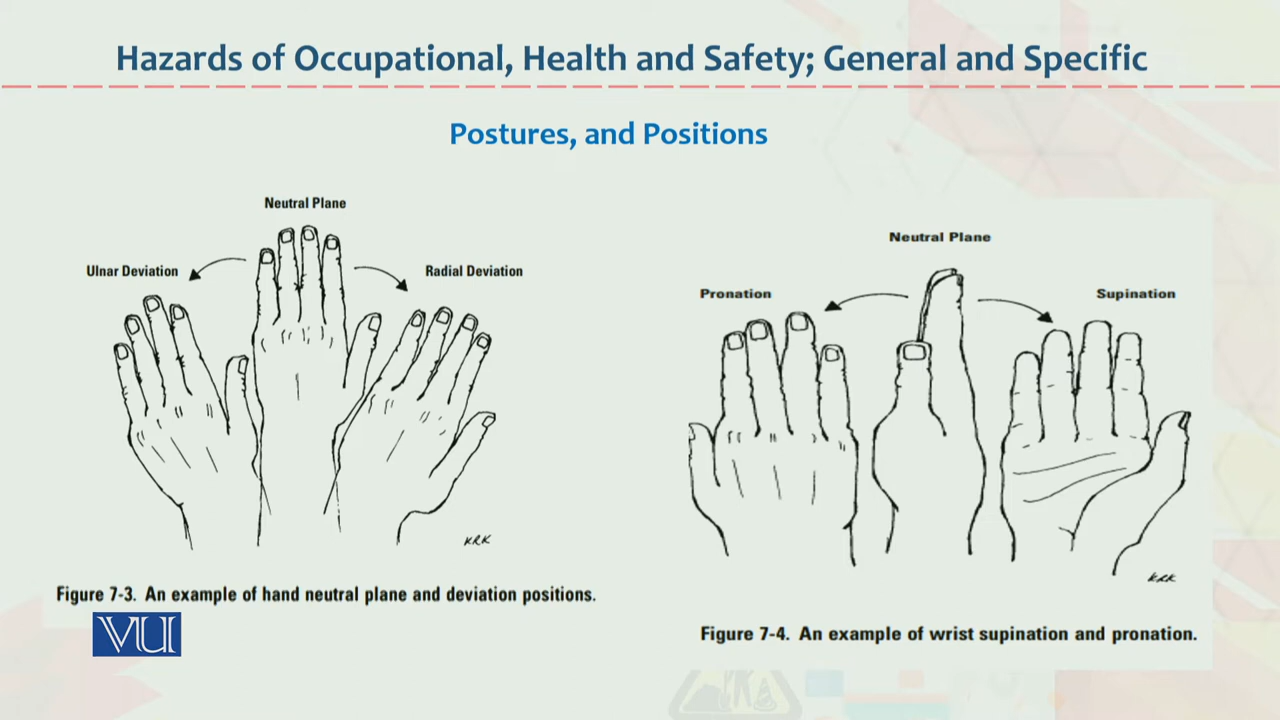 Hazards of Occupational, Health and Safety; General and Specific
Postures, and Positions
Neutral Plane
Ulnar Deviation
Radial Deviation
KRK
Figure 7-3. An example of hand neutral plane and deviation positions.
VU
Neutral Plane
Pronation
Supination
KRK
Figure 7-4. An example of wrist supination and pronation.